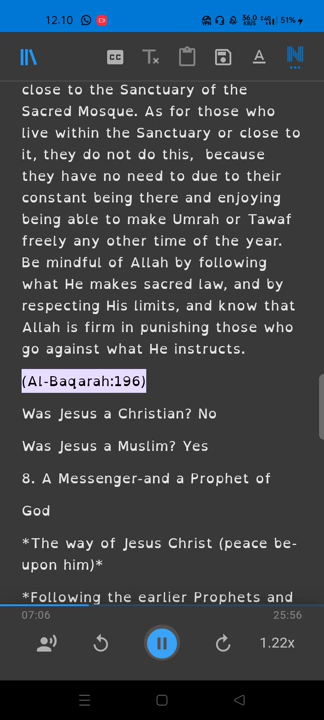 12.10
56.0 KB/S
51%
CC
close to the Sanctuary of the
Sacred Mosque. As for those who
live within the Sanctuary or close to
it, they do not do this, because
they have no need to due to their
constant being there and enjoying
being able to make Umrah or Tawaf
freely any other time of the year.
Be mindful of Allah by following
what He makes sacred law, and by
respecting His limits, and know that
Allah is firm in punishing those who
go against what He instructs.
(Al-Baqarah:196)
Was Jesus a Christian? No
Was Jesus a Muslim? Yes
8. A Messenger-and a Prophet of
God
*The way of Jesus Christ (peace be-
upon him)*
*Following the earlier Prophets and
07:06
25:56
1.22x